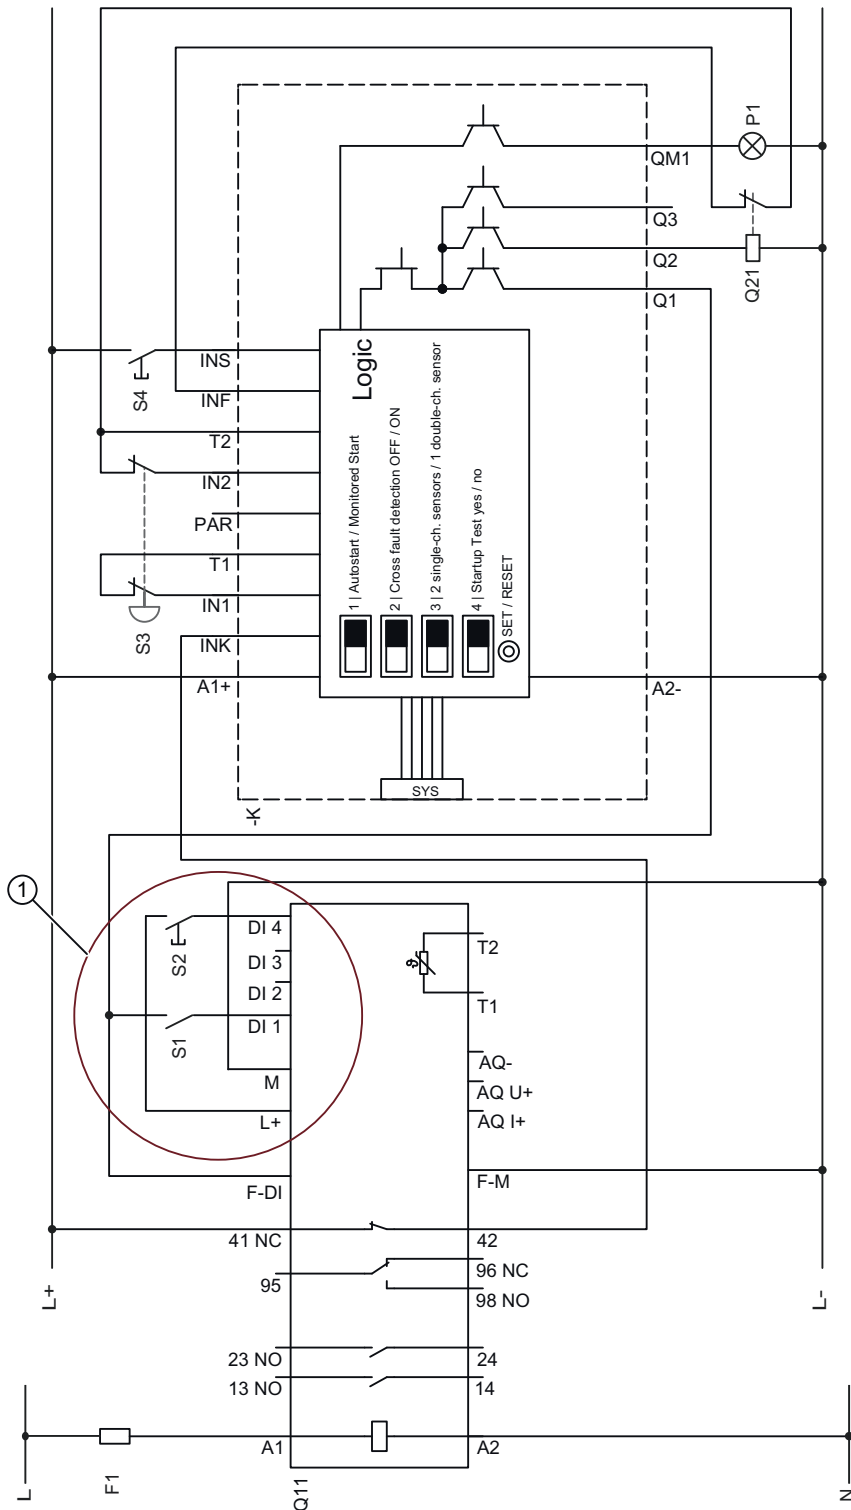 P1
QM1
Q3
Q2
Q21
Q1
INS
Logic
S4
INF
T2
IN2
PAR
T1
IN1
S3
INK
A1+
A2-
1 | Autostart / Monitored Start
2 | Cross fault detection OFF / ON
3 | 2 single-ch. sensors / 1 double-ch. sensor
4 | Startup Test yes / no
SET / RESET
SYS
-K
1
DI 4
S2
DI 3
DI 2
DI 1
S1
M
L+
ϑ
T2
T1
AQ-
AQ U+
AQ I+
F-DI
F-M
41 NC
42
95
96 NC
98 NO
L+
L-
23 NO
24
13 NO
14
A1
A2
L
F1
Q11
N